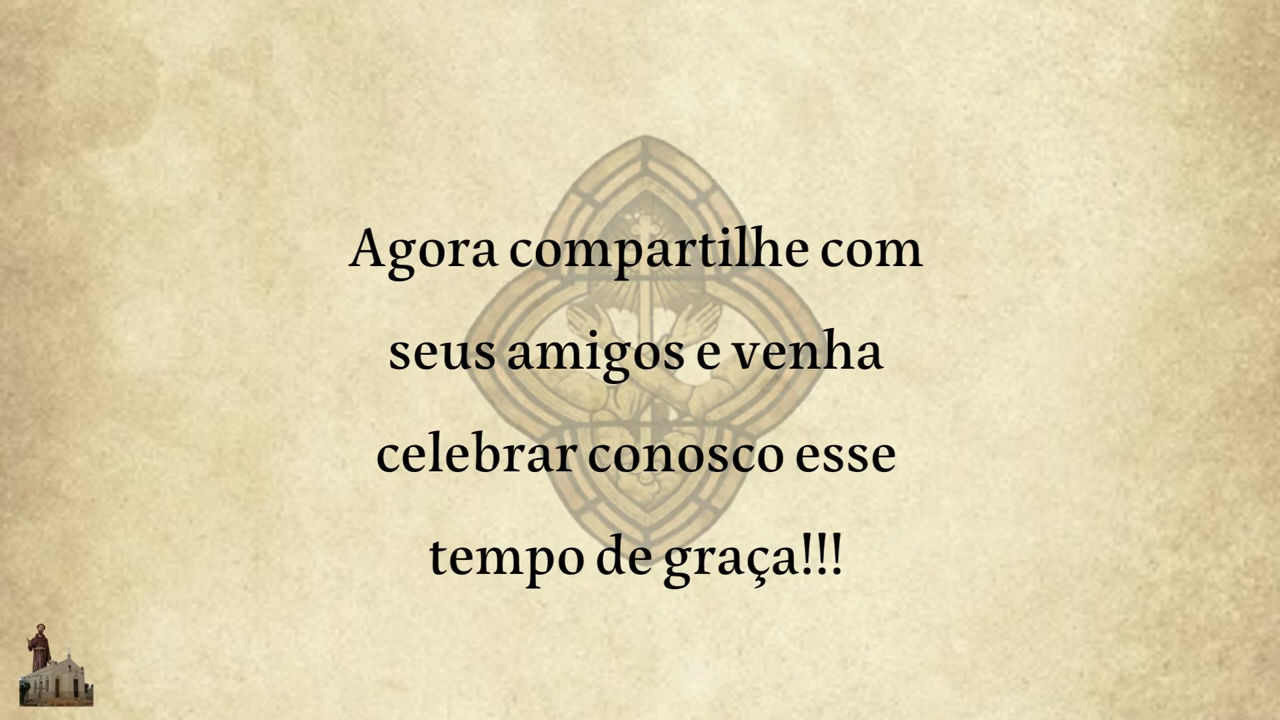 Agora compartilhe com
seus amigos e venha
celebrar conosco esse
tempo de graça!!!